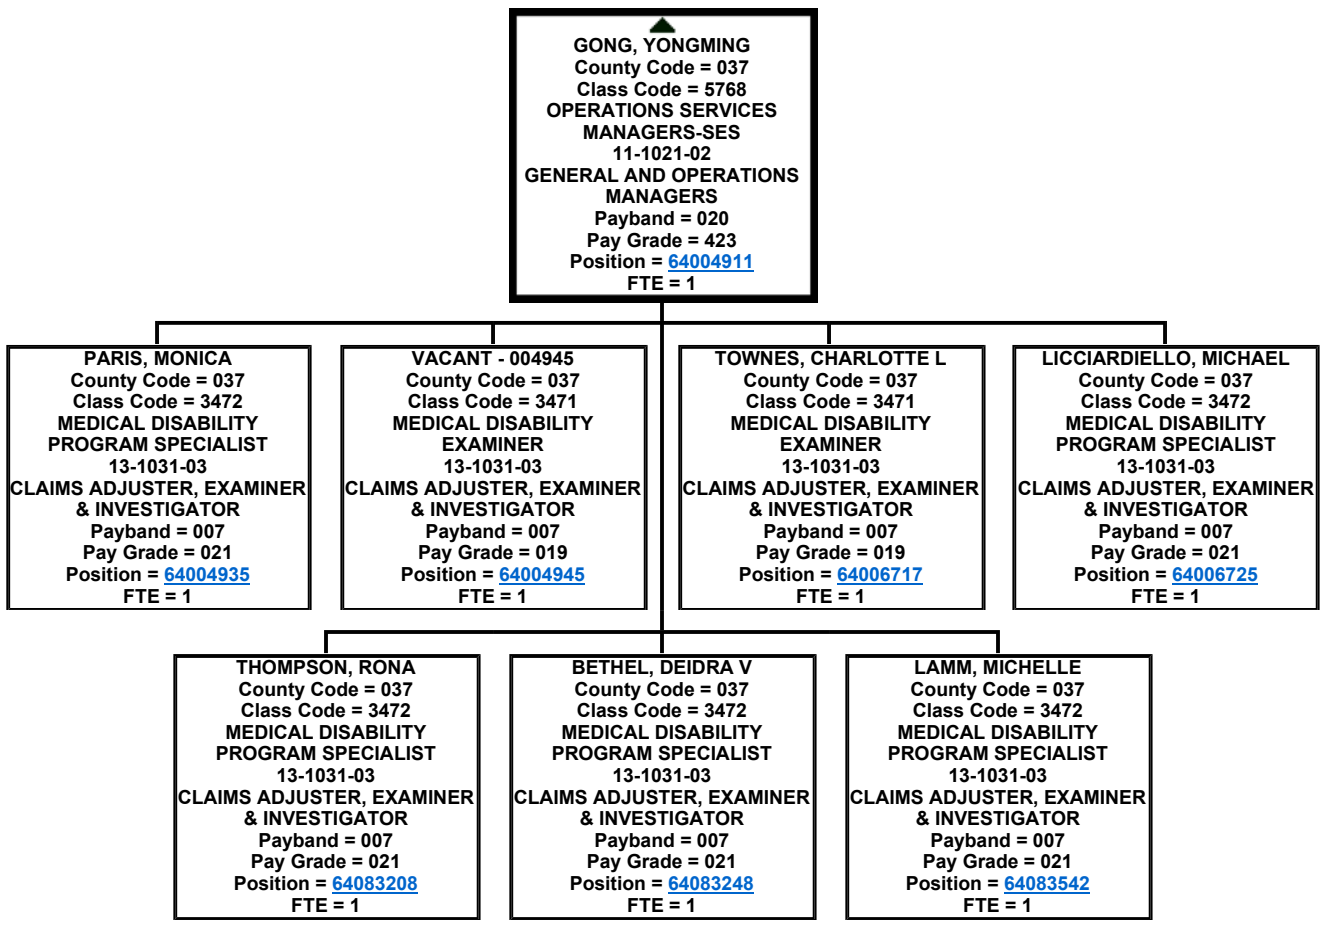 GONG, YONGMING
County Code = 037
Class Code = 5768
OPERATIONS SERVICES
MANAGERS-SES
11-1021-02
GENERAL AND OPERATIONS
MANAGERS
Payband = 020
Pay Grade = 423
Position = 64004911
FTE = 1
PARIS, MONICA
County Code = 037
Class Code = 3472
MEDICAL DISABILITY
PROGRAM SPECIALIST
13-1031-03
CLAIMS ADJUSTER, EXAMINER
& INVESTIGATOR
Payband = 007
Pay Grade = 021
Position = 64004935
FTE = 1
VACANT - 004945
County Code = 037
Class Code = 3471
MEDICAL DISABILITY
EXAMINER
13-1031-03
CLAIMS ADJUSTER, EXAMINER
& INVESTIGATOR
Payband = 007
Pay Grade = 019
Position = 64004945
FTE = 1
TOWNES, CHARLOTTE L
County Code = 037
Class Code = 3471
MEDICAL DISABILITY
EXAMINER
13-1031-03
CLAIMS ADJUSTER, EXAMINER
& INVESTIGATOR
Payband = 007
Pay Grade = 019
Position = 64006717
FTE = 1
LICCIARDIELLO, MICHAEL
County Code = 037
Class Code = 3472
MEDICAL DISABILITY
PROGRAM SPECIALIST
13-1031-03
CLAIMS ADJUSTER, EXAMINER
& INVESTIGATOR
Payband = 007
Pay Grade = 021
Position = 64006725
FTE = 1
THOMPSON, RONA
County Code = 037
Class Code = 3472
MEDICAL DISABILITY
PROGRAM SPECIALIST
13-1031-03
CLAIMS ADJUSTER, EXAMINER
& INVESTIGATOR
Payband = 007
Pay Grade = 021
Position = 64083208
FTE = 1
BETHEL, DEIDRA V
County Code = 037
Class Code = 3472
MEDICAL DISABILITY
PROGRAM SPECIALIST
13-1031-03
CLAIMS ADJUSTER, EXAMINER
& INVESTIGATOR
Payband = 007
Pay Grade = 021
Position = 64083248
FTE = 1
LAMM, MICHELLE
County Code = 037
Class Code = 3472
MEDICAL DISABILITY
PROGRAM SPECIALIST
13-1031-03
CLAIMS ADJUSTER, EXAMINER
& INVESTIGATOR
Payband = 007
Pay Grade = 021
Position = 64083542
FTE = 1